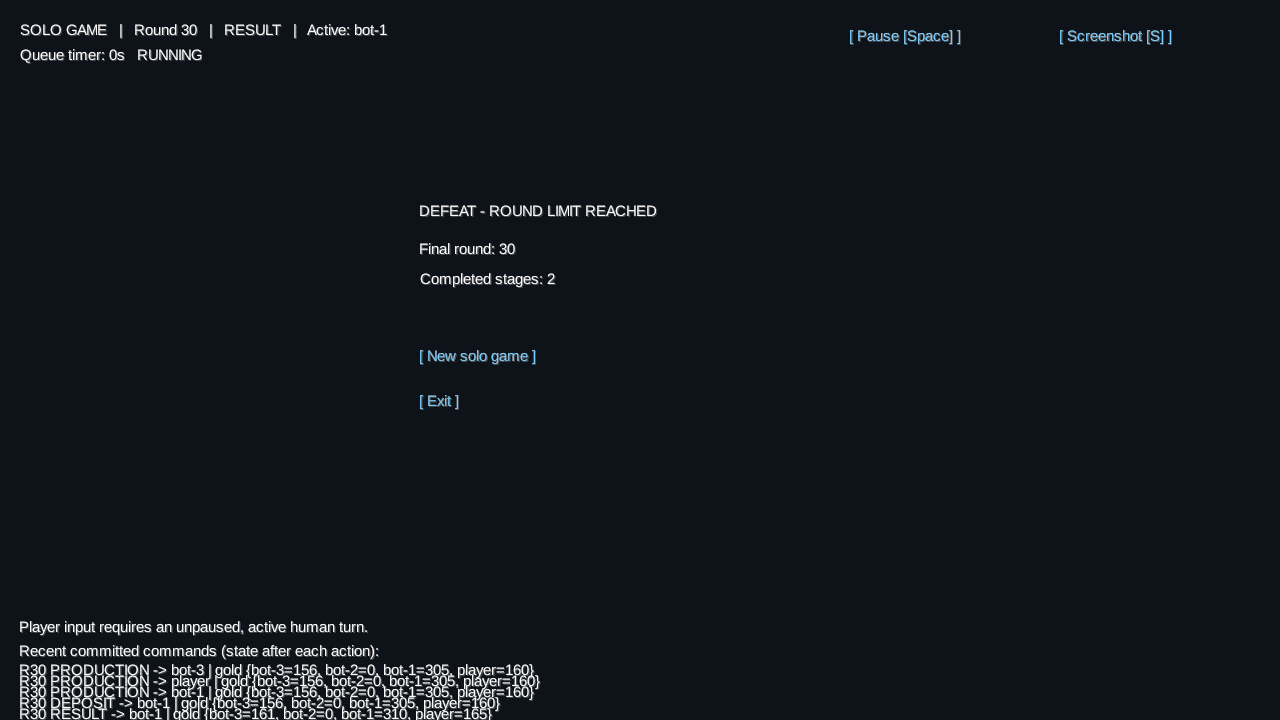 SOLO GAME | Round 30 | RESULT | Active: bot-1
Queue timer: 0s RUNNING
[ Pause [Space] ]
[ Screenshot [S] ]
DEFEAT - ROUND LIMIT REACHED
Final round: 30
Completed stages: 2
[ New solo game ]
[ Exit ]
Player input requires an unpaused, active human turn.
Recent committed commands (state after each action):
R30 PRODUCTION -> bot-3 | gold {bot-3=156, bot-2=0, bot-1=305, player=160}
R30 PRODUCTION -> player | gold {bot-3=156, bot-2=0, bot-1=305, player=160}
R30 PRODUCTION -> bot-1 | gold {bot-3=156, bot-2=0, bot-1=305, player=160}
R30 DEPOSIT -> bot-1 | gold {bot-3=156, bot-2=0, bot-1=305, player=160}
R30 RESULT -> bot-1 | gold {bot-3=161, bot-2=0, bot-1=310, player=165}